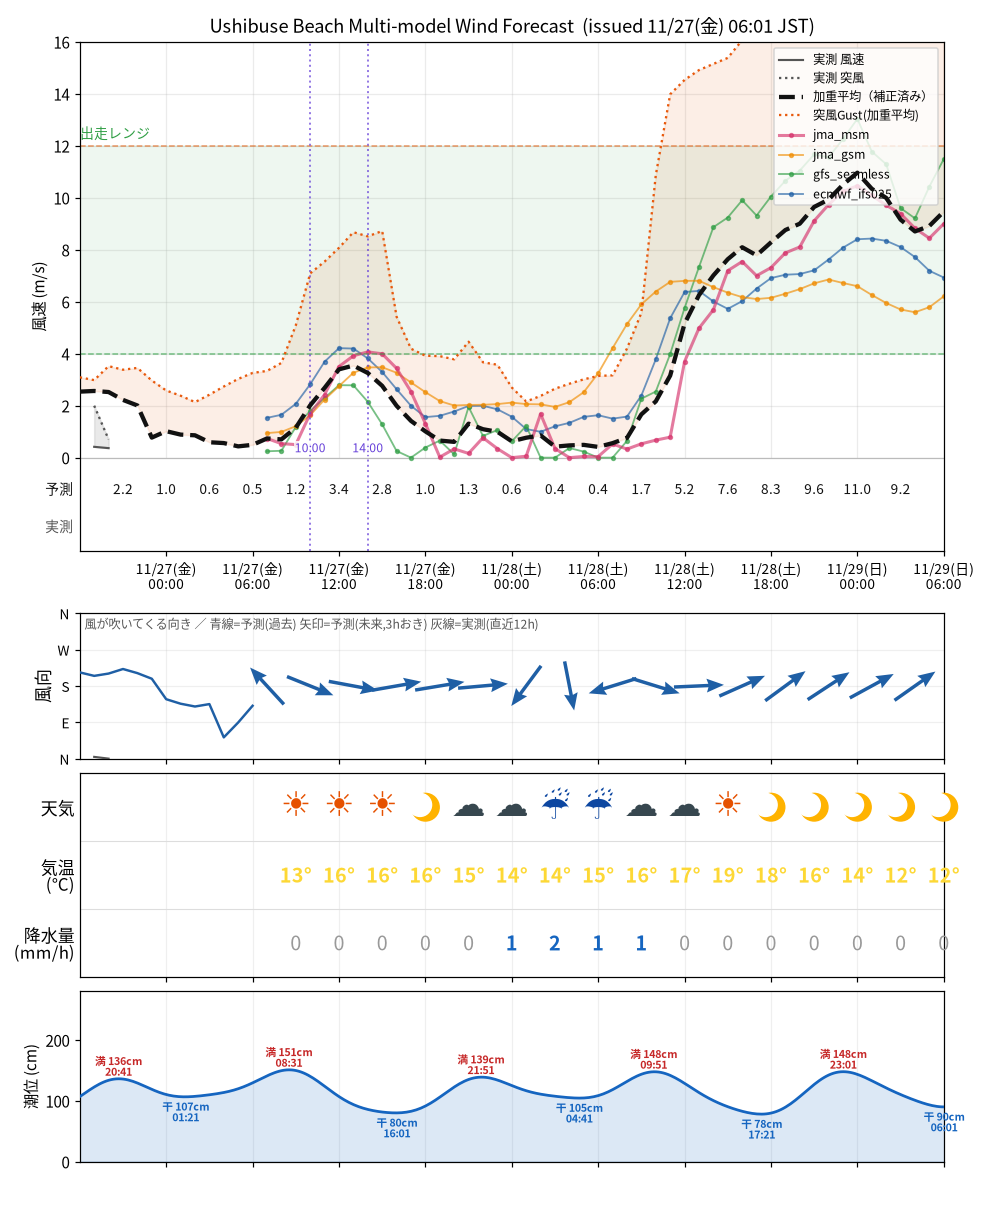 Ushibuse Beach Multi-model Wind Forecast (issued 11/27(金) 06:01 JST)
風速 (m/s)
16
14
12
10
8
6
4
2
0
出走レンジ
実測 風速
実測 突風
加重平均（補正済み）
突風Gust(加重平均)
jma_msm
jma_gsm
gfs_seamless
ecmwf_ifs025
10:00 14:00
予測 2.2 1.0 0.6 0.5 1.2 3.4 2.8 1.0 1.3 0.6 0.4 0.4 1.7 5.2 7.6 8.3 9.6 11.0 9.2
実測
11/27(金) 11/27(金) 11/27(金) 11/27(金) 11/28(土) 11/28(土) 11/28(土) 11/28(土) 11/29(日) 11/29(日)
00:00 06:00 12:00 18:00 00:00 06:00 12:00 18:00 00:00 06:00
風向
N
W
S
E
N
風が吹いてくる向き ／ 青線=予測(過去) 矢印=予測(未来,3hおき) 灰線=実測(直近12h)
天気
気温
(℃)
13° 16° 16° 16° 15° 14° 14° 15° 16° 17° 19° 18° 16° 14° 12° 12°
降水量
(mm/h)
0 0 0 0 0 1 2 1 1 0 0 0 0 0 0 0
潮位 (cm)
200
100
0
満 136cm
20:41
干 107cm
01:21
満 151cm
08:31
干 80cm
16:01
満 139cm
21:51
干 105cm
04:41
満 148cm
09:51
干 78cm
17:21
満 148cm
23:01
干 90cm
06:01